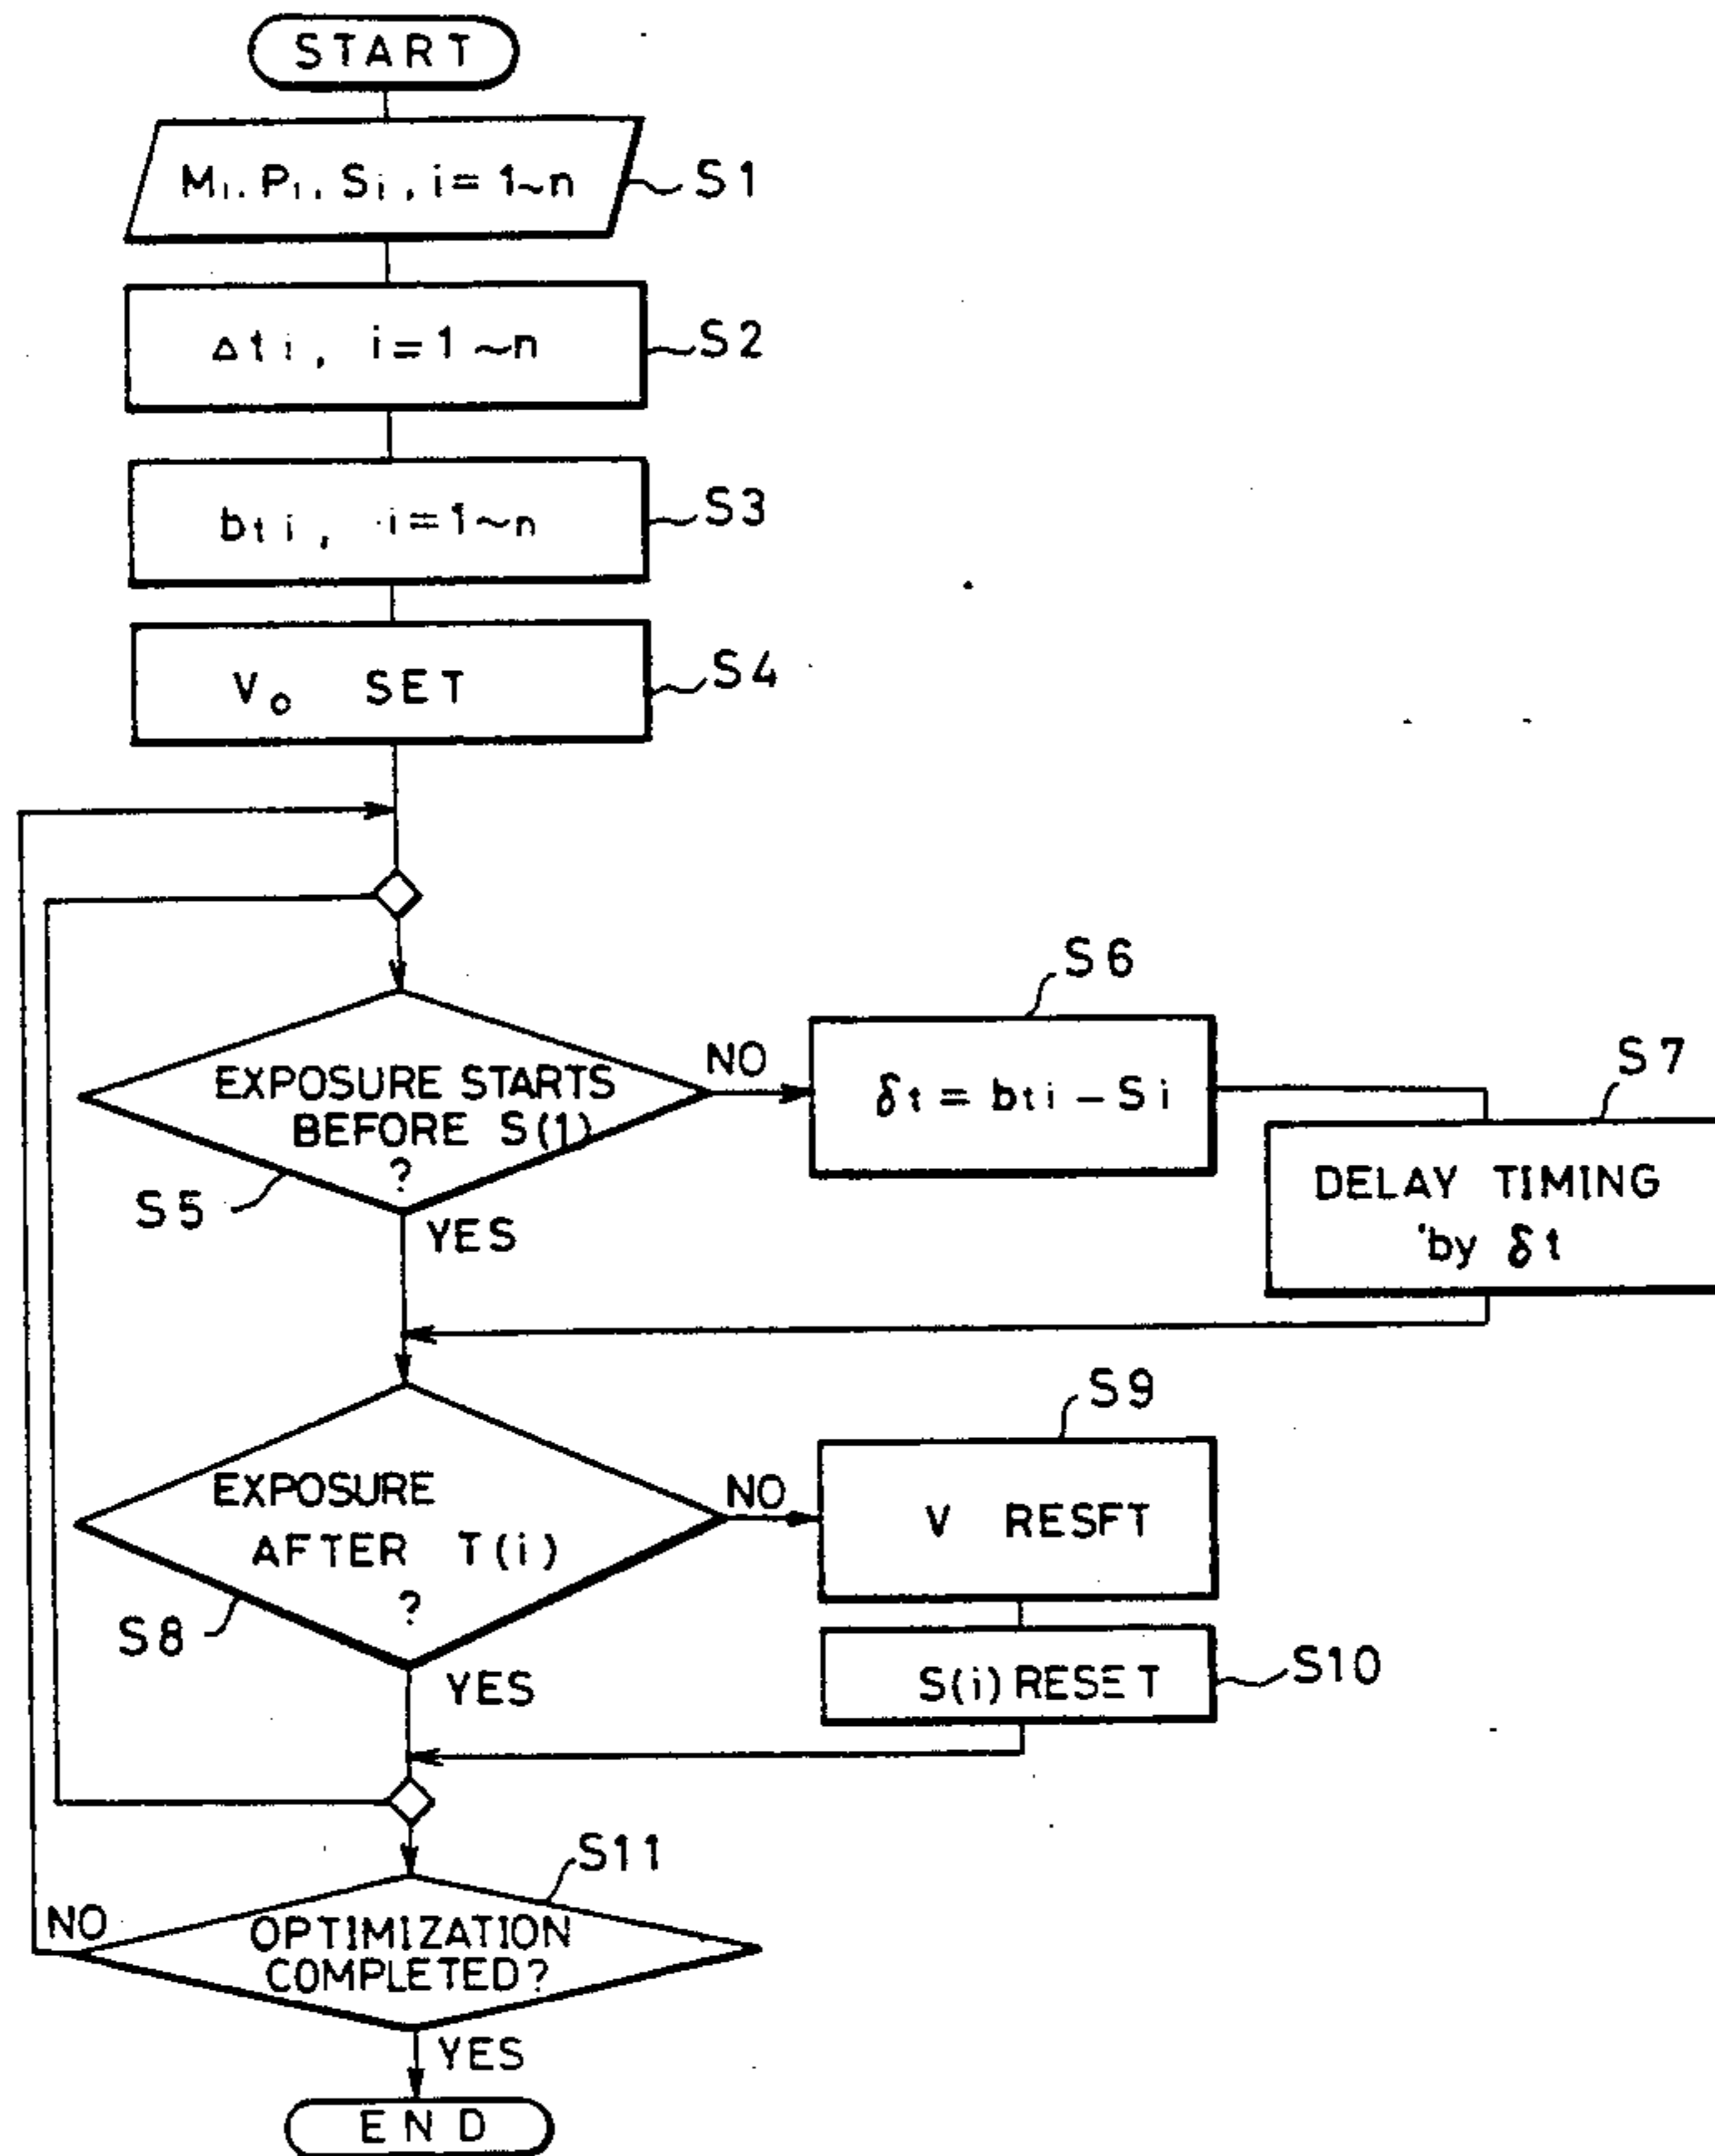 START
Mi. Pi. Si, i=1~n
S1
Δti, i=1~n
S2
bti, i=1~n
S3
Vo SET
S4
EXPOSURE STARTS
BEFORE S(1)
?
S5
NO
YES
S6
δt = bti - Si
S7
DELAY TIMING
by δt
EXPOSURE
AFTER T(i)
?
S8
NO
YES
S9
V RESFT
S(i) RESET
S10
S11
OPTIMIZATION
COMPLETED?
NO
YES
END